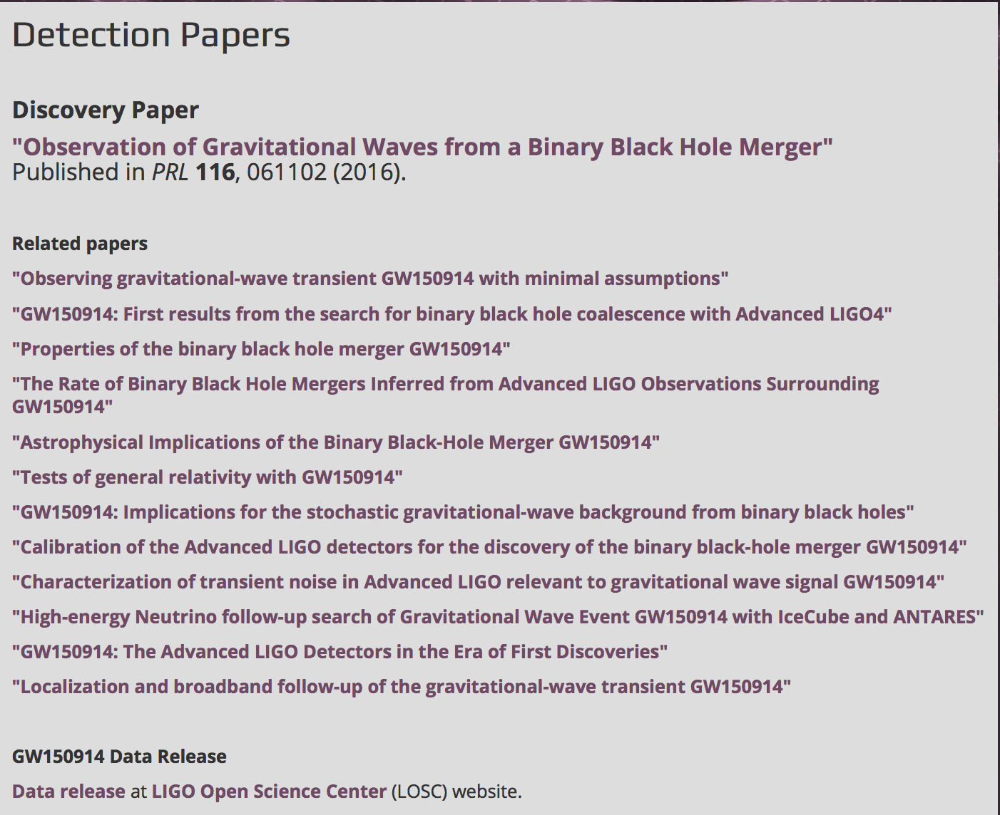 Detection Papers
Discovery Paper
"Observation of Gravitational Waves from a Binary Black Hole Merger"
Published in PRL 116, 061102 (2016).
Related papers
"Observing gravitational-wave transient GW150914 with minimal assumptions"
"GW150914: First results from the search for binary black hole coalescence with Advanced LIGO4"
"Properties of the binary black hole merger GW150914"
"The Rate of Binary Black Hole Mergers Inferred from Advanced LIGO Observations Surrounding
GW150914"
"Astrophysical Implications of the Binary Black-Hole Merger GW150914"
"Tests of general relativity with GW150914"
"GW150914: Implications for the stochastic gravitational-wave background from binary black holes"
"Calibration of the Advanced LIGO detectors for the discovery of the binary black-hole merger GW150914"
"Characterization of transient noise in Advanced LIGO relevant to gravitational wave signal GW150914"
"High-energy Neutrino follow-up search of Gravitational Wave Event GW150914 with IceCube and ANTARES"
"GW150914: The Advanced LIGO Detectors in the Era of First Discoveries"
"Localization and broadband follow-up of the gravitational-wave transient GW150914"
GW150914 Data Release
Data release at LIGO Open Science Center (LOSC) website.